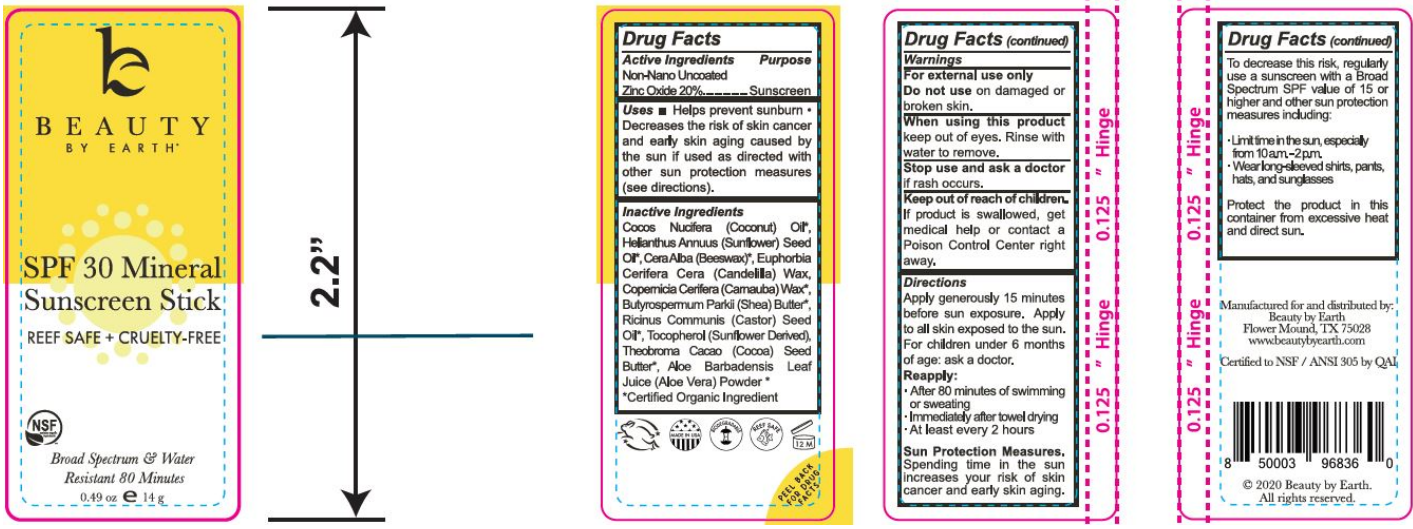 BEAUTY
BY EARTH
SPF 30 Mineral
Sunscreen Stick
REEF SAFE + CRUELTY-FREE
NSF
Broad Spectrum & Water
Resistant 80 Minutes
0.49 oz e 14 g
2.2"
Drug Facts
Active Ingredients Purpose
Non-Nano Uncoated
Zinc Oxide 20%______ Sunscreen
Uses ■ Helps prevent sunburn •
Decreases the risk of skin cancer
and early skin aging caused by
the sun if used as directed with
other sun protection measures
(see directions).
Inactive Ingredients
Cocos Nucifera (Coconut) Oil*,
Helianthus Annuus (Sunflower) Seed
Oil*, Cera Alba (Beeswax)*, Euphorbia
Cerifera Cera (Candelilla) Wax,
Copernicia Cerifera (Carnauba) Wax*,
Butyrospermum Parkii (Shea) Butter*,
Ricinus Communis (Castor) Seed
Oil*, Tocopherol (Sunflower Derived),
Theobroma Cacao (Cocoa) Seed
Butter*, Aloe Barbadensis Leaf
Juice (Aloe Vera) Powder *
*Certified Organic Ingredient
MADE IN USA
BIODEGRADABLE
REEF SAFE
12 M
PEEL BACK
FOR DRUG
FACTS
Drug Facts (continued)
Warnings
For external use only
Do not use on damaged or
broken skin.
When using this product
keep out of eyes. Rinse with
water to remove.
Stop use and ask a doctor
if rash occurs.
Keep out of reach of children.
If product is swallowed, get
medical help or contact a
Poison Control Center right
away.
Directions
Apply generously 15 minutes
before sun exposure. Apply
to all skin exposed to the sun.
For children under 6 months
of age: ask a doctor.
Reapply:
• After 80 minutes of swimming
or sweating
• Immediately after towel drying
• At least every 2 hours
Sun Protection Measures.
Spending time in the sun
increases your risk of skin
cancer and early skin aging.
0.125 " Hinge
0.125 " Hinge
0.125 " Hinge
0.125 " Hinge
Drug Facts (continued)
To decrease this risk, regularly
use a sunscreen with a Broad
Spectrum SPF value of 15 or
higher and other sun protection
measures including:
• Limit time in the sun, especially
from 10 a.m.–2 p.m.
• Wear long-sleeved shirts, pants,
hats, and sunglasses
Protect the product in this
container from excessive heat
and direct sun.
Manufactured for and distributed by:
Beauty by Earth
Flower Mound, TX 75028
www.beautybyearth.com
Certified to NSF / ANSI 305 by QAI
8 50003 96836 0
© 2020 Beauty by Earth.
All rights reserved.